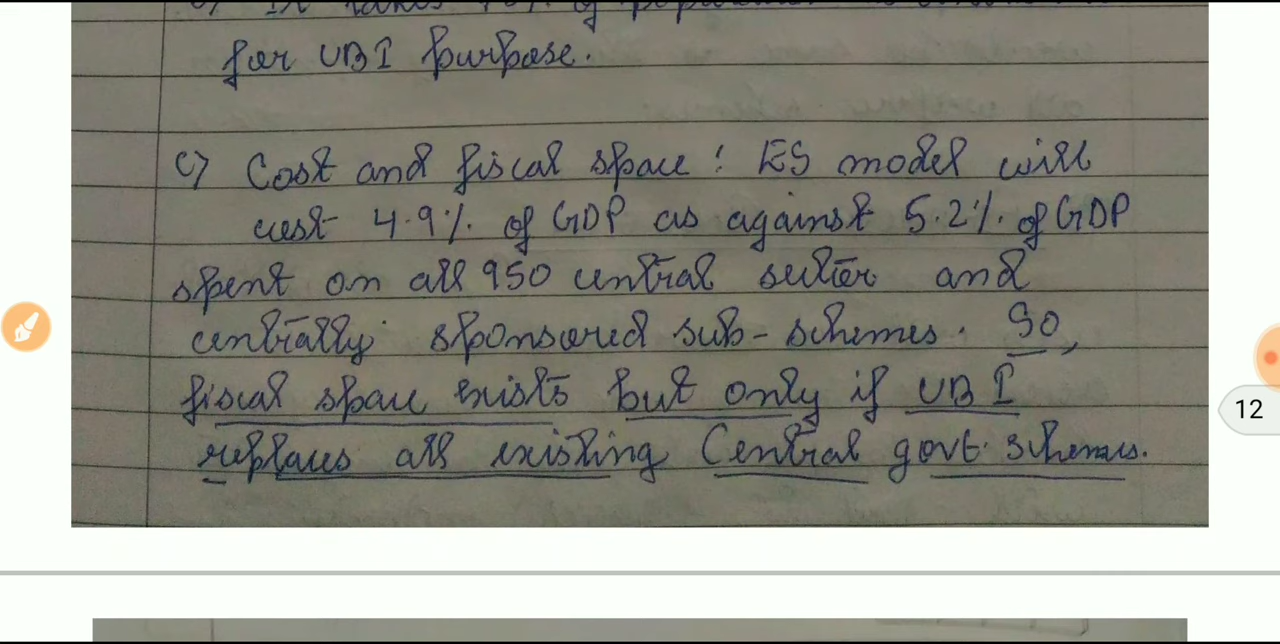 for UBI purpose.
c) Cost and fiscal space: ES model will
cost 4.9%. of GDP as against 5.2%. of GDP
spent on all 950 central sector and
centrally sponsored sub-schemes. So,
fiscal space exists but only if UBI
replaces all existing Central govt. schemes.
12